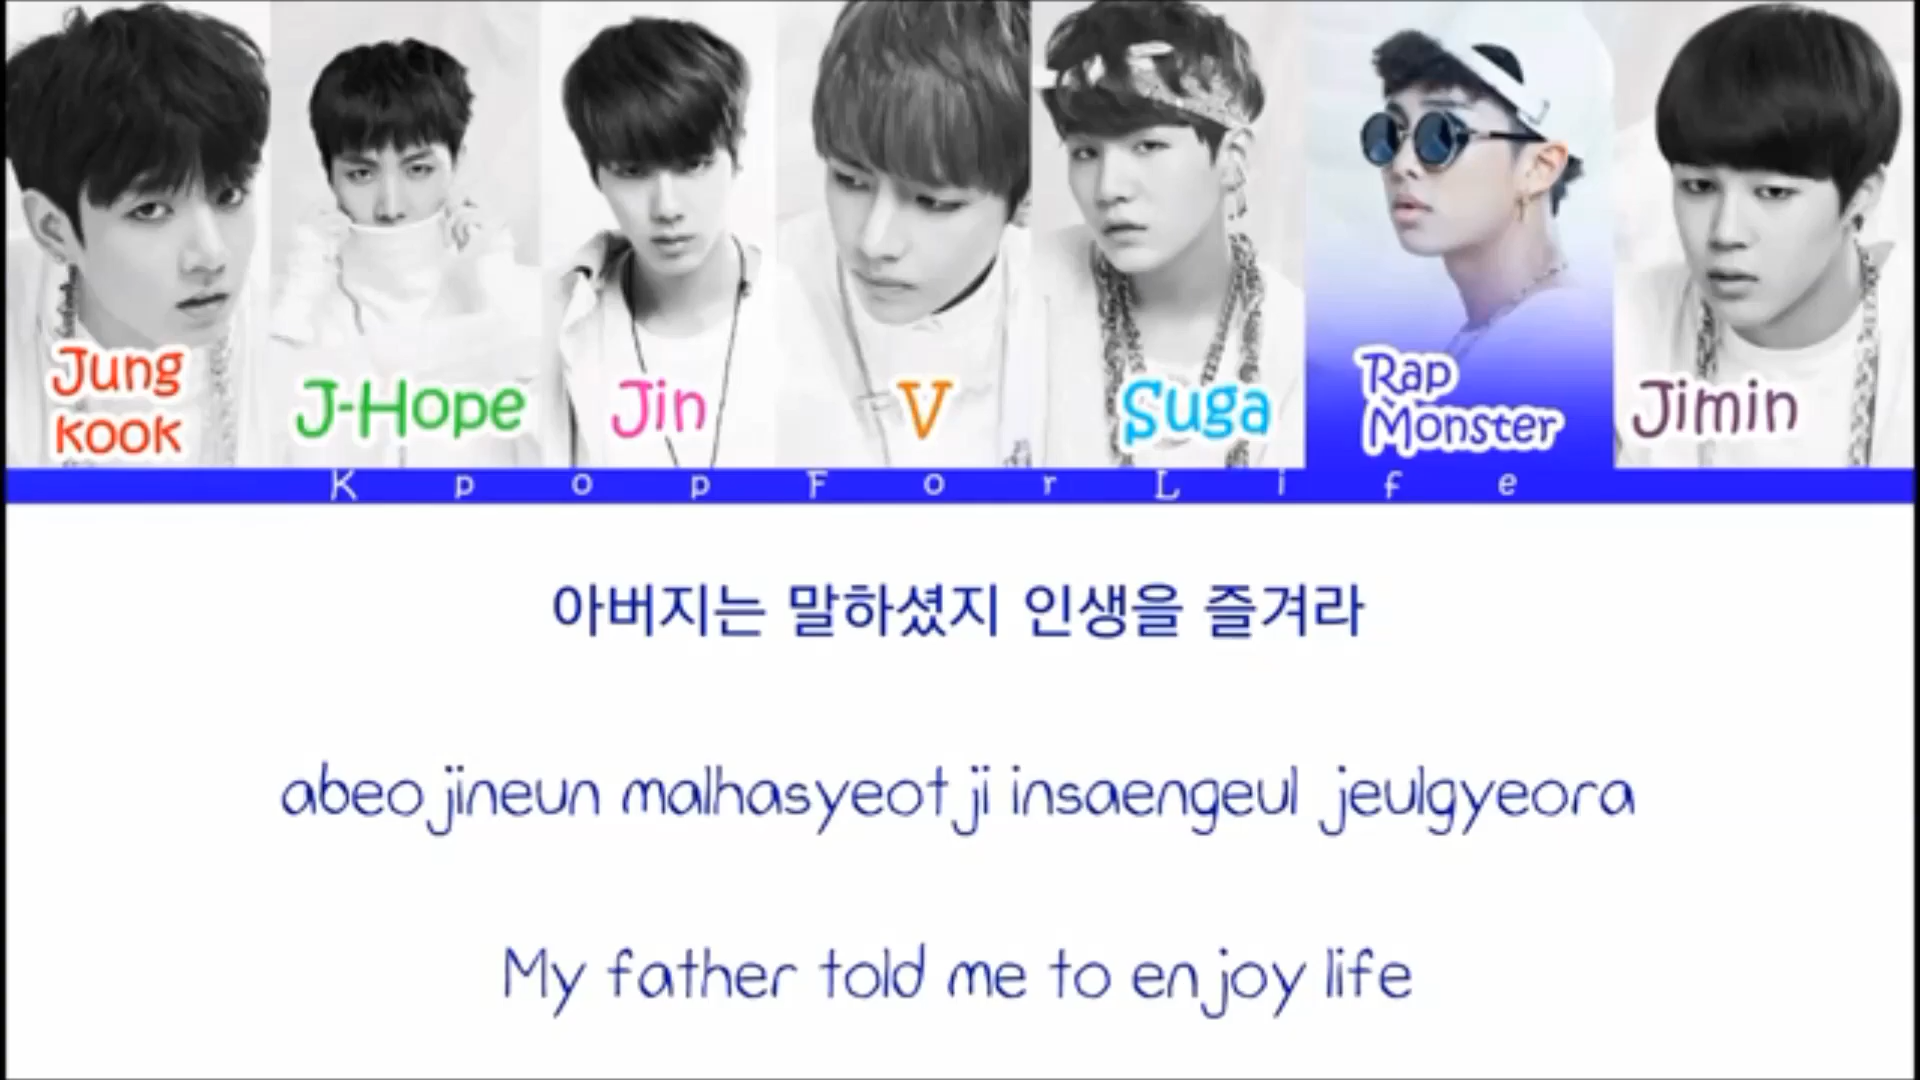 Jung
kook
J-Hope
Jin
V
Suga
Rap
Monster
Jimin
KpopForLife
아버지는 말하셨지 인생을 즐겨라
abeojineun malhasyeotji insaengeul jeulgyeora
My father told me to enjoy life